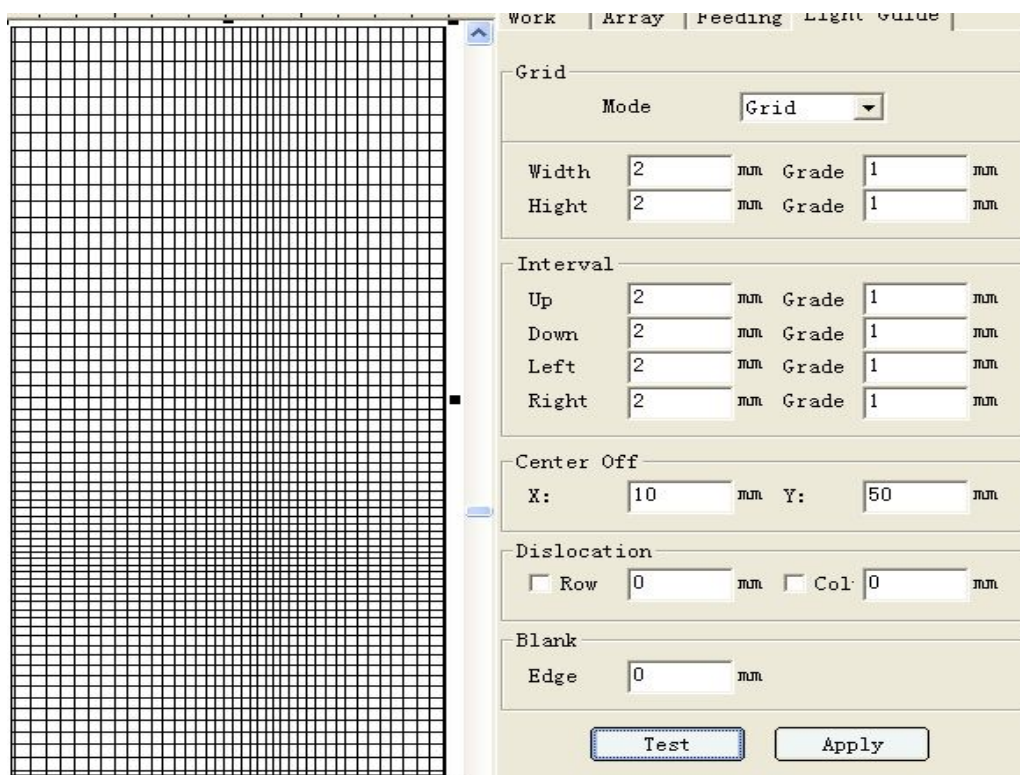 Work Array Feeding Light Guide
Grid
Mode Grid
Width 2 mm Grade 1 mm
Hight 2 mm Grade 1 mm
Interval
Up 2 mm Grade 1 mm
Down 2 mm Grade 1 mm
Left 2 mm Grade 1 mm
Right 2 mm Grade 1 mm
Center Off
X: 10 mm Y: 50 mm
Dislocation
Row 0 mm Col 0 mm
Blank
Edge 0 mm
Test Apply